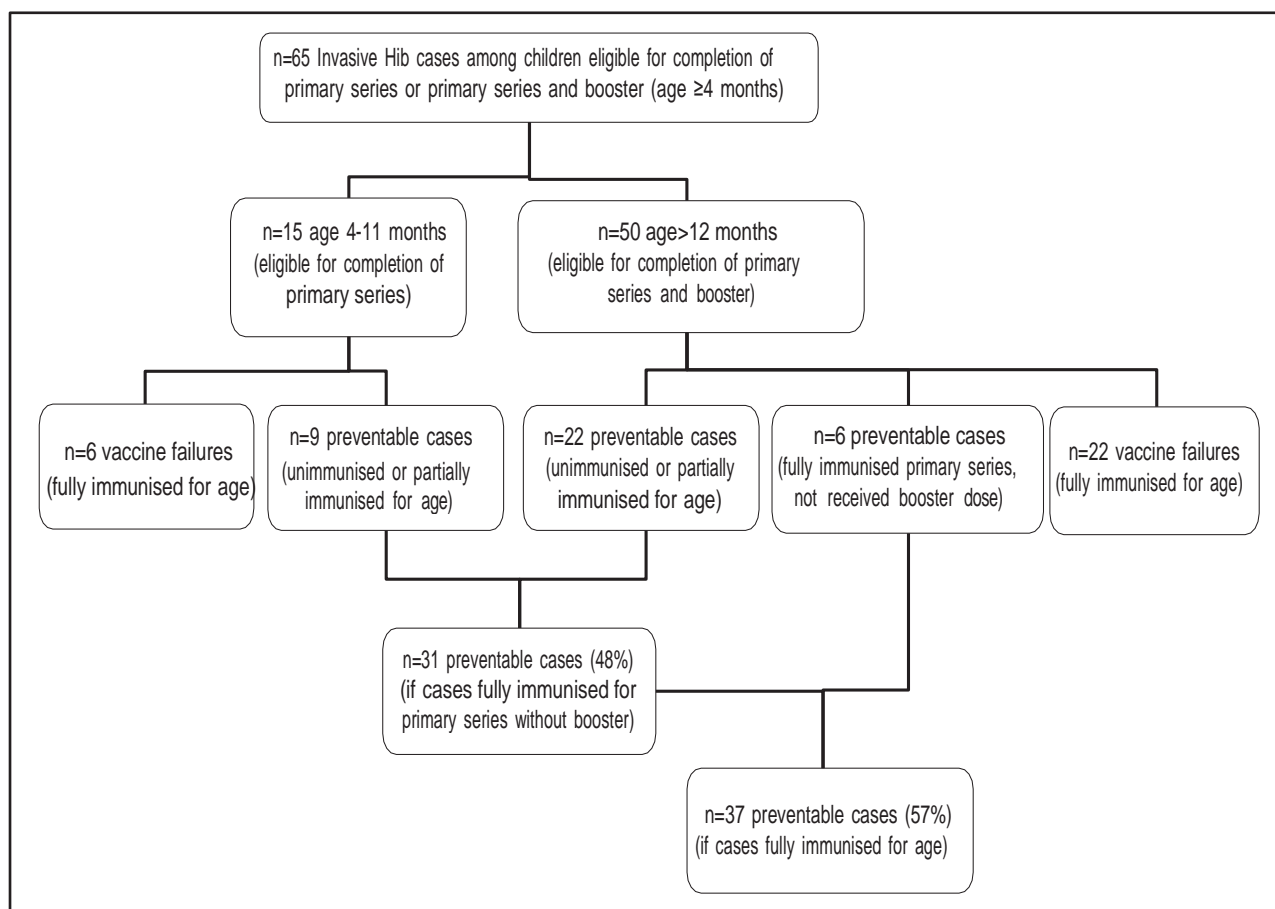 n=65 Invasive Hib cases among children eligible for completion of
primary series or primary series and booster (age ≥4 months)
n=15 age 4-11 months
(eligible for completion of
primary series)
n=50 age>12 months
(eligible for completion of primary
series and booster)
n=6 vaccine failures
(fully immunised for age)
n=9 preventable cases
(unimmunised or partially
immunised for age)
n=22 preventable cases
(unimmunised or partially
immunised for age)
n=6 preventable cases
(fully immunised primary series,
not received booster dose)
n=22 vaccine failures
(fully immunised for age)
n=31 preventable cases (48%)
(if cases fully immunised for
primary series without booster)
n=37 preventable cases (57%)
(if cases fully immunised for age)